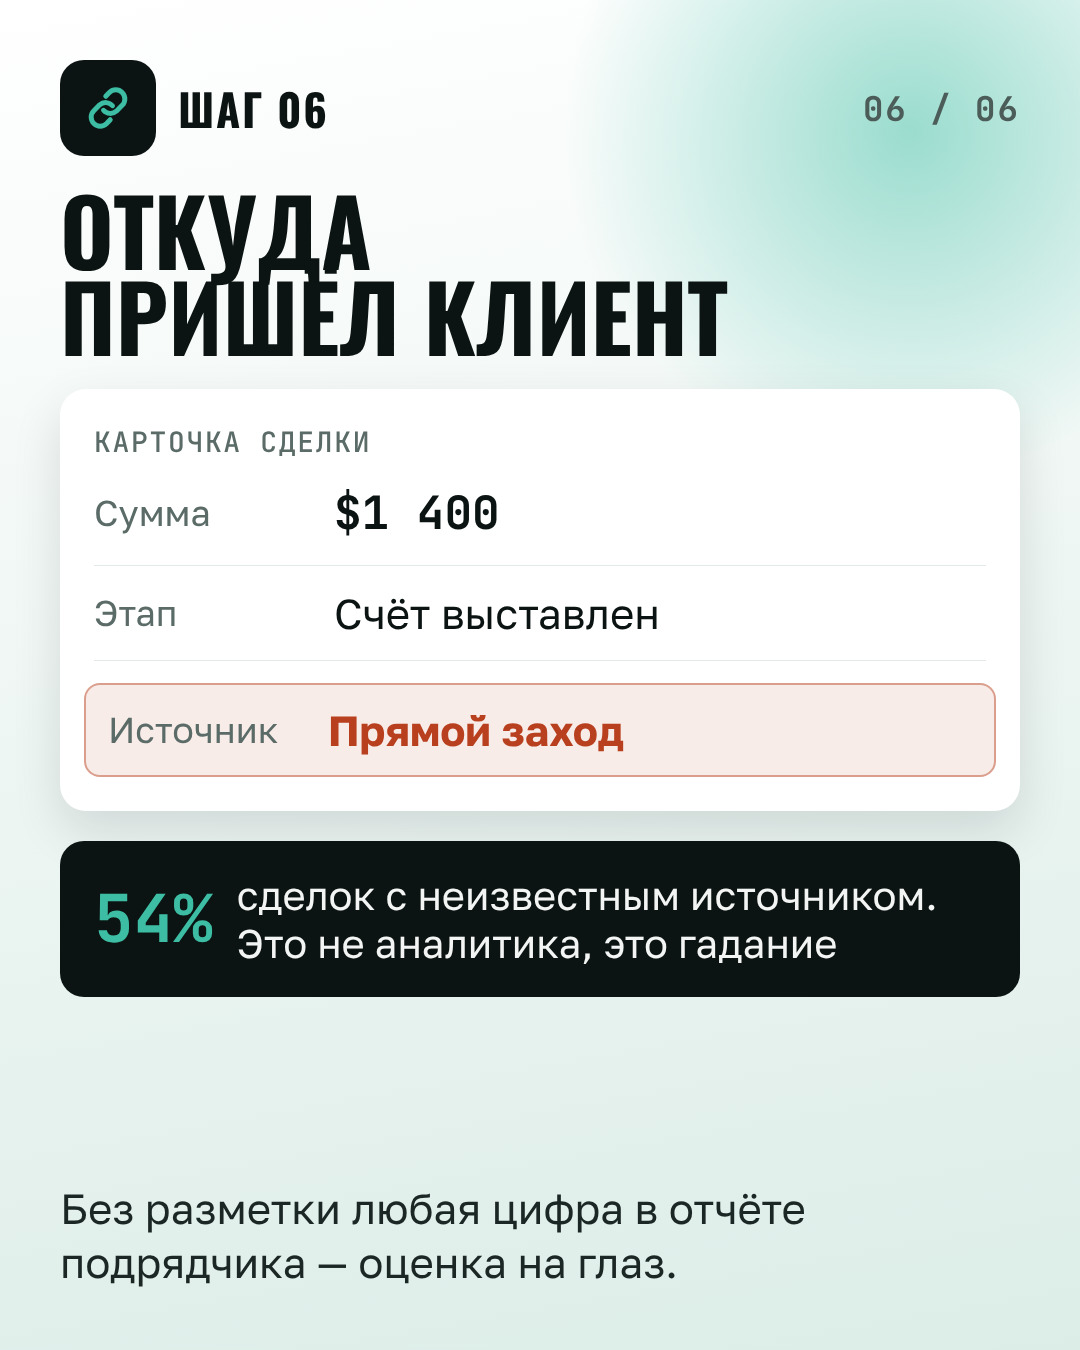 ШАГ 06
06 / 06
ОТКУДА
ПРИШЁЛ КЛИЕНТ
КАРТОЧКА СДЕЛКИ
Сумма $1 400
Этап Счёт выставлен
Источник Прямой заход
54% сделок с неизвестным источником.
Это не аналитика, это гадание
Без разметки любая цифра в отчёте
подрядчика — оценка на глаз.